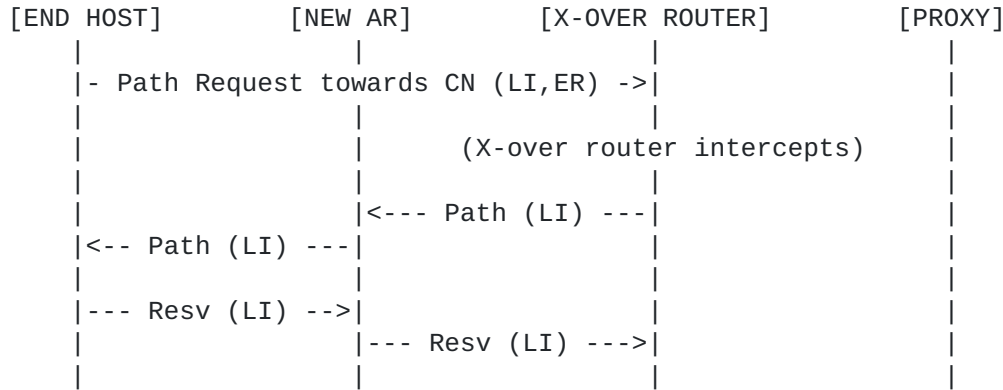 [END HOST] [NEW AR] [X-OVER ROUTER] [PROXY]
|- Path Request towards CN (LI,ER) ->|
(X-over router intercepts)
|<--- Path (LI) ---|
|<-- Path (LI) ---|
|--- Resv (LI) -->|
|--- Resv (LI) --->|